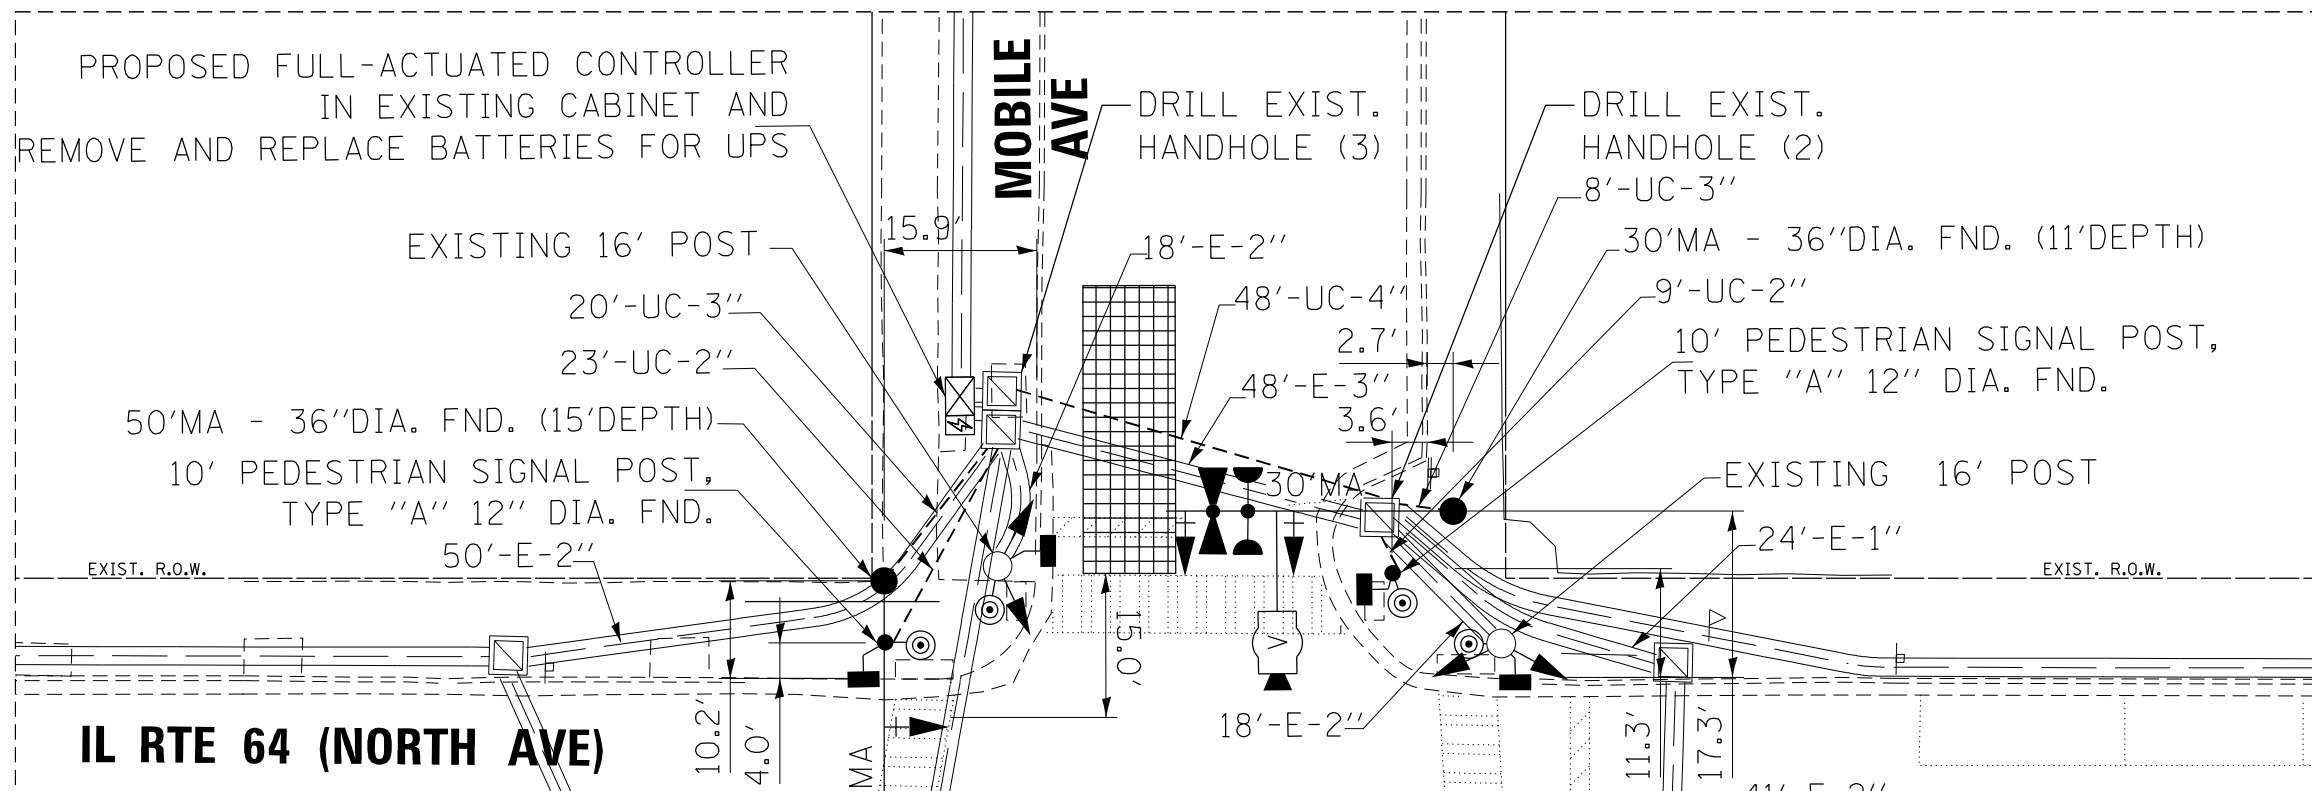 PROPOSED FULL-ACTUATED CONTROLLER
IN EXISTING CABINET AND
REMOVE AND REPLACE BATTERIES FOR UPS
MOBILE
AVE
DRILL EXIST.
HANDHOLE (3)
DRILL EXIST.
HANDHOLE (2)
8'-UC-3"
15.9'
EXISTING 16' POST
18'-E-2"
30'MA - 36"DIA. FND. (11'DEPTH)
20'-UC-3"
48'-UC-4"
9'-UC-2"
2.7'
10' PEDESTRIAN SIGNAL POST,
TYPE "A" 12" DIA. FND.
23'-UC-2"
48'-E-3"
3.6'
50'MA - 36"DIA. FND. (15'DEPTH)
10' PEDESTRIAN SIGNAL POST,
TYPE "A" 12" DIA. FND.
30'MA
EXISTING 16' POST
50'-E-2"
24'-E-1"
EXIST. R.O.W.
EXIST. R.O.W.
15.0'
V
18'-E-2"
IL RTE 64 (NORTH AVE)
10.2'
4.0'
MA
11.3'
17.3'